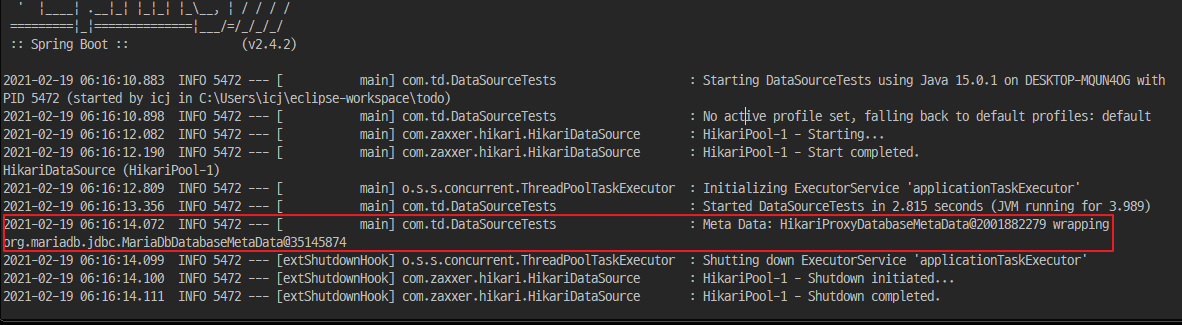 '  |____| .__|_| |_|_| |_\__, | / / / /
=========|_|==============|___/=/_/_/_/
:: Spring Boot ::                (v2.4.2)
2021-02-19 06:16:10.883  INFO 5472 --- [           main] com.td.DataSourceTests                   : Starting DataSourceTests using Java 15.0.1 on DESKTOP-MQUN4OG with
PID 5472 (started by icj in C:\Users\icj\eclipse-workspace\todo)
2021-02-19 06:16:10.898  INFO 5472 --- [           main] com.td.DataSourceTests                   : No active profile set, falling back to default profiles: default
2021-02-19 06:16:12.082  INFO 5472 --- [           main] com.zaxxer.hikari.HikariDataSource       : HikariPool-1 - Starting...
2021-02-19 06:16:12.190  INFO 5472 --- [           main] com.zaxxer.hikari.HikariDataSource       : HikariPool-1 - Start completed.
HikariDataSource (HikariPool-1)
2021-02-19 06:16:12.809  INFO 5472 --- [           main] o.s.s.concurrent.ThreadPoolTaskExecutor  : Initializing ExecutorService 'applicationTaskExecutor'
2021-02-19 06:16:13.356  INFO 5472 --- [           main] com.td.DataSourceTests                   : Started DataSourceTests in 2.815 seconds (JVM running for 3.989)
2021-02-19 06:16:14.072  INFO 5472 --- [           main] com.td.DataSourceTests                   : Meta Data: HikariProxyDatabaseMetaData@2001882279 wrapping
org.mariadb.jdbc.MariaDbDatabaseMetaData@35145874
2021-02-19 06:16:14.099  INFO 5472 --- [extShutdownHook] o.s.s.concurrent.ThreadPoolTaskExecutor  : Shutting down ExecutorService 'applicationTaskExecutor'
2021-02-19 06:16:14.100  INFO 5472 --- [extShutdownHook] com.zaxxer.hikari.HikariDataSource       : HikariPool-1 - Shutdown initiated...
2021-02-19 06:16:14.111  INFO 5472 --- [extShutdownHook] com.zaxxer.hikari.HikariDataSource       : HikariPool-1 - Shutdown completed.